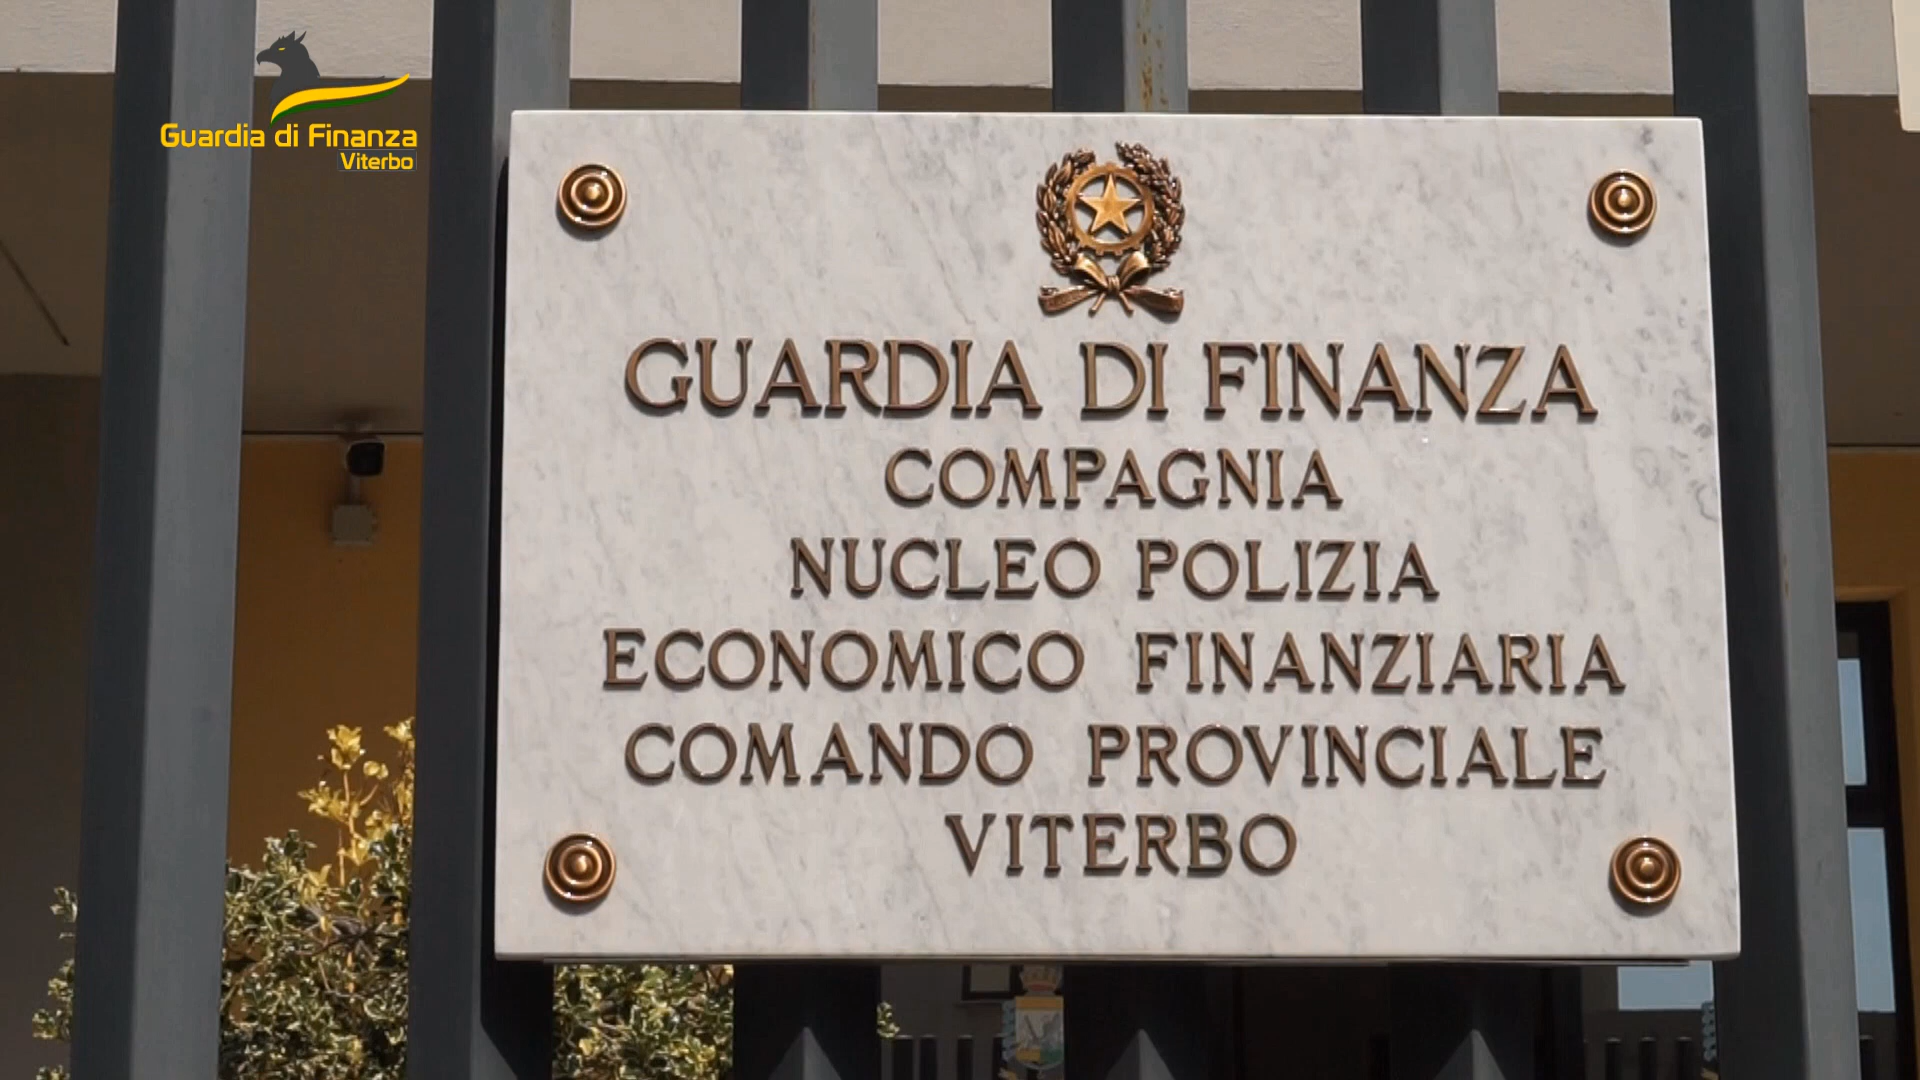 Guardia di Finanza
Viterbo
GUARDIA DI FINANZA
COMPAGNIA
NUCLEO POLIZIA
ECONOMICO FINANZIARIA
COMANDO PROVINCIALE
VITERBO